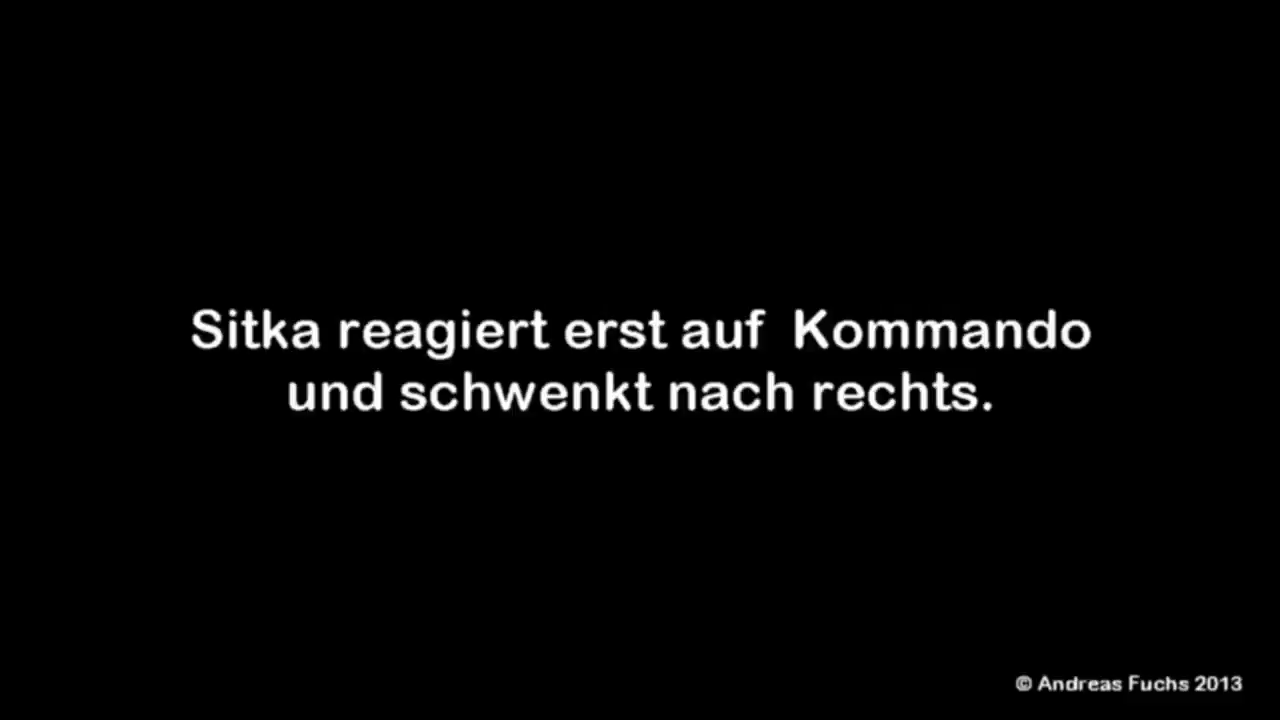 Sitka reagiert erst auf  Kommando
und schwenkt nach rechts.
© Andreas Fuchs 2013